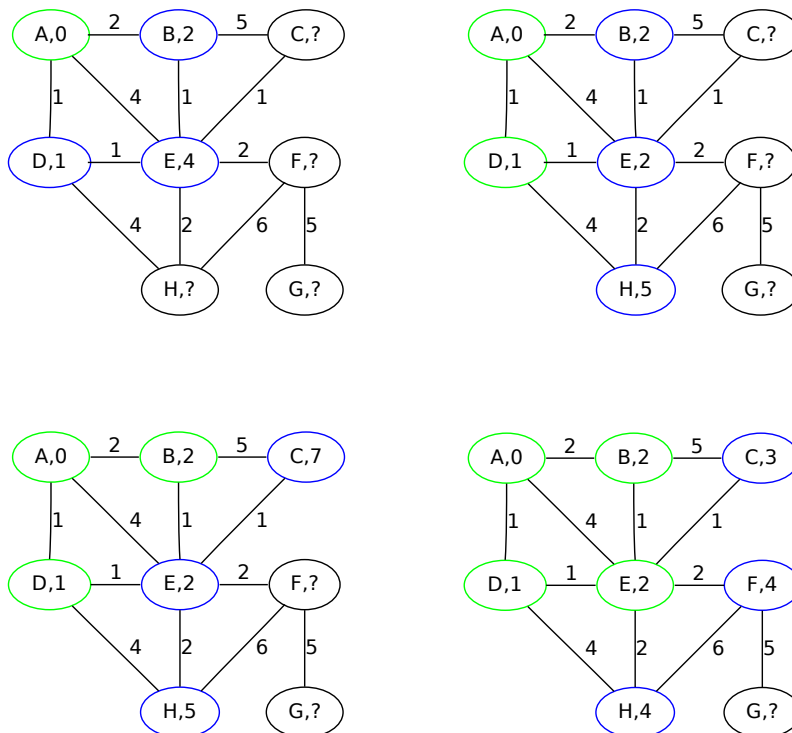 A,0 2 B,2 5 C,?
1 4 1 1
D,1 1 E,4 2 F,?
4 2 6 5
H,? G,?
A,0 2 B,2 5 C,?
1 4 1 1
D,1 1 E,2 2 F,?
4 2 6 5
H,5 G,?
A,0 2 B,2 5 C,7
1 4 1 1
D,1 1 E,2 2 F,?
4 2 6 5
H,5 G,?
A,0 2 B,2 5 C,3
1 4 1 1
D,1 1 E,2 2 F,4
4 2 6 5
H,4 G,?